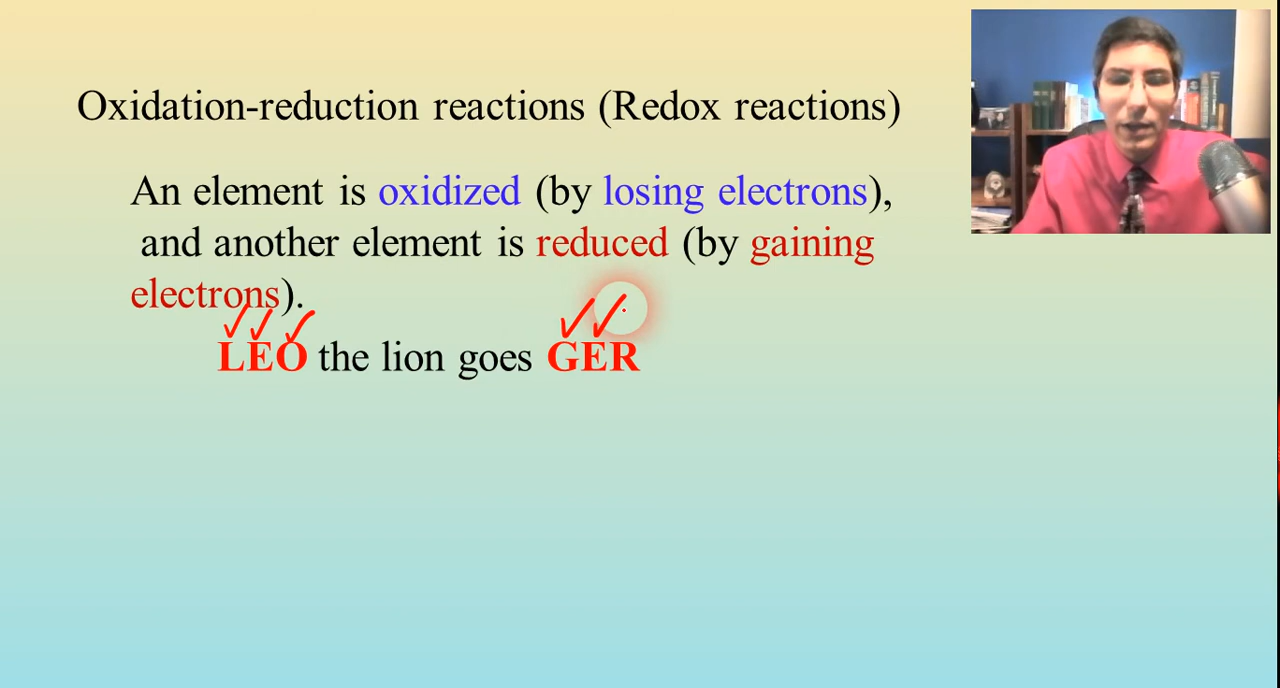 Oxidation-reduction reactions (Redox reactions)
An element is oxidized (by losing electrons),
and another element is reduced (by gaining
electrons).
LEO the lion goes GER